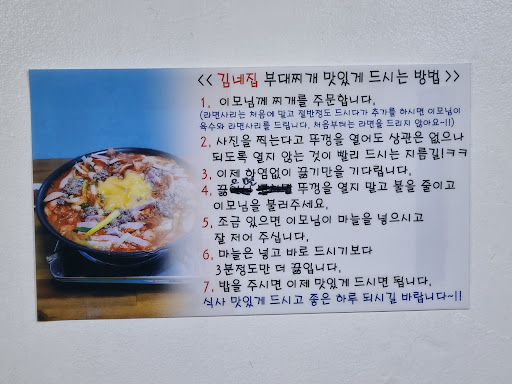 << 김네집 부대찌개 맛있게 드시는 방법 >>
1. 이모님께 찌개를 주문합니다.
(라면사리는 처음에 말고 절반정도 드시다가 추가를 하시면 이모님이
육수와 라면사리를 드립니다. 처음부터는 라면을 드리지 않아요~!!)
2. 사진을 찍는다고 뚜껑을 열어도 상관은 없으나
되도록 열지 않는 것이 빨리 드시는 지름길!ㅋㅋ
3. 이제 하염없이 끓기만을 기다립니다.
4. 끓으면 뚜껑을 열지 말고 불을 줄이고
이모님을 불러주세요.
5. 조금 있으면 이모님이 마늘을 넣으시고
잘 저어 주십니다.
6. 마늘은 넣고 바로 드시기보다
3분정도만 더 끓입니다.
7. 밥을 주시면 이제 맛있게 드시면 됩니다.
식사 맛있게 드시고 좋은 하루 되시길 바랍니다~!!